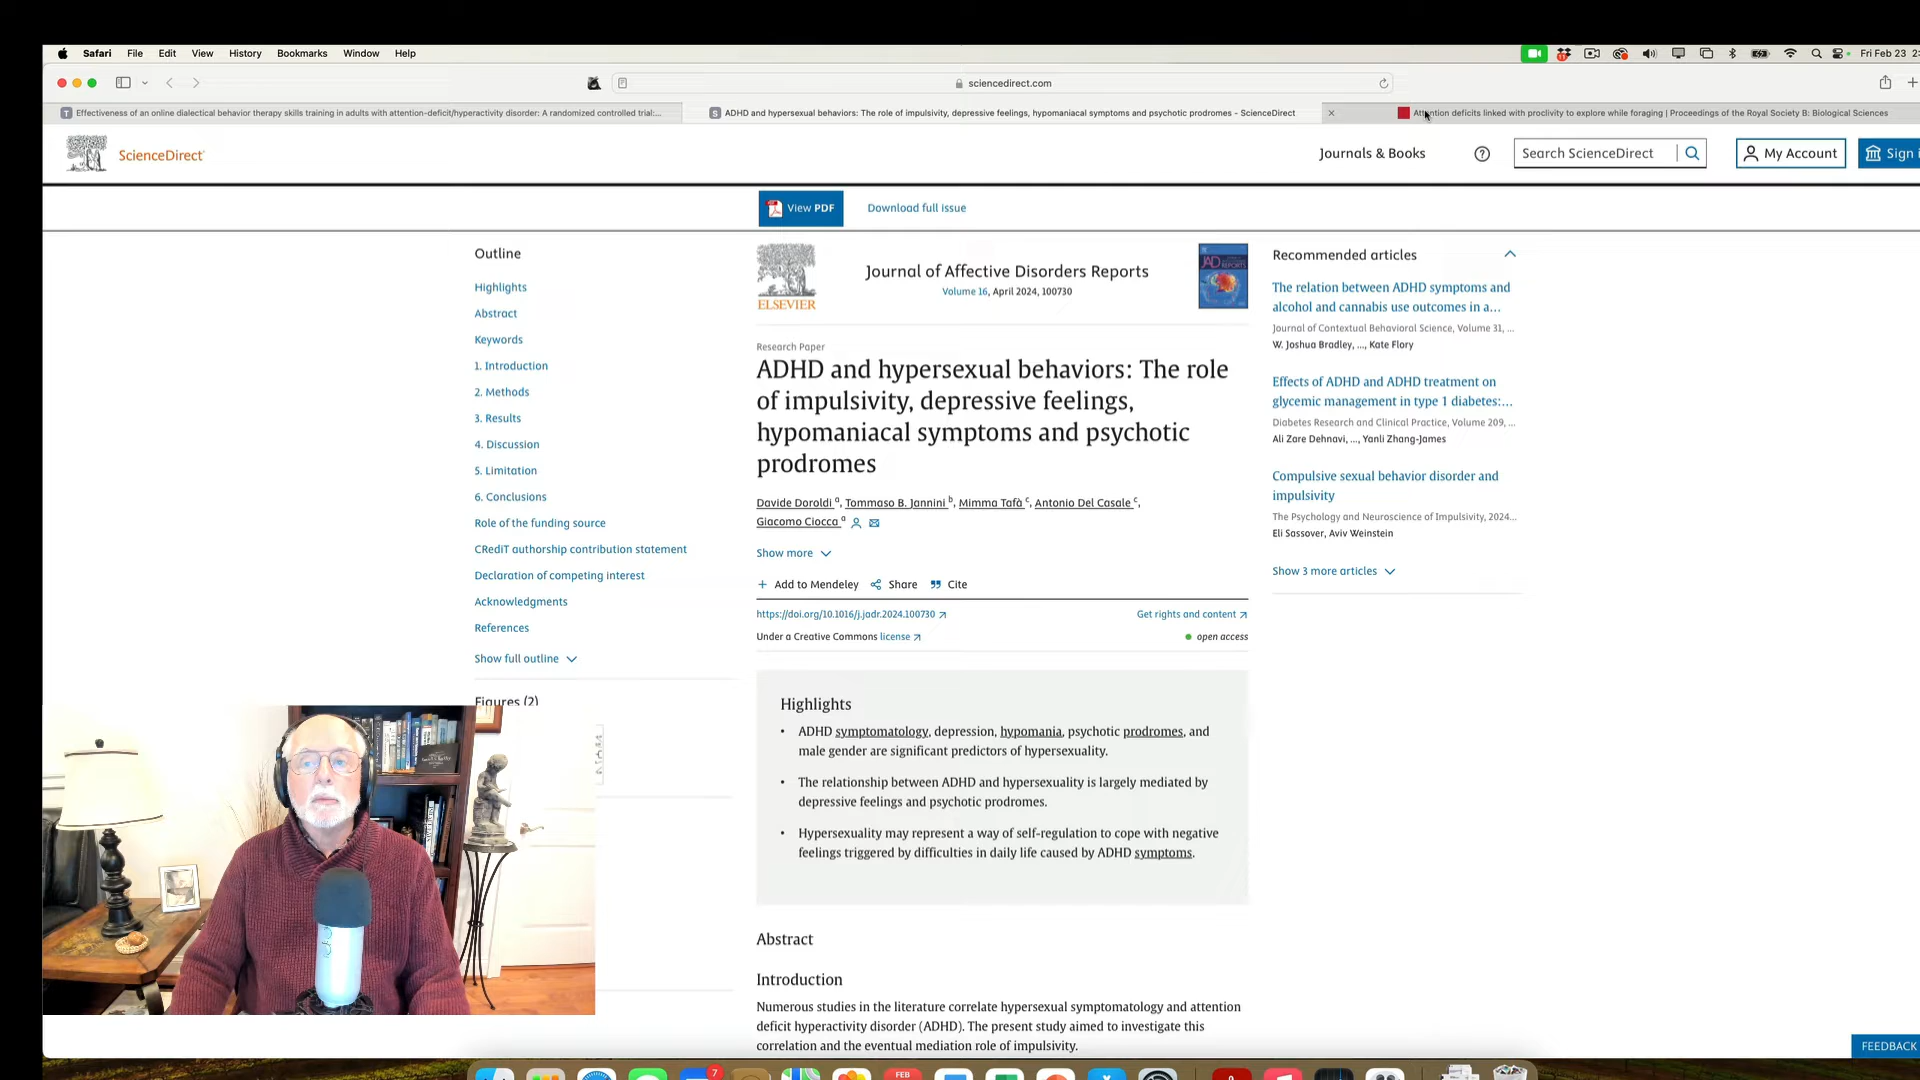 Safari File Edit View History Bookmarks Window Help
Fri Feb 23
sciencedirect.com
Effectiveness of an online dialectical behavior therapy skills training in adults with attention-deficit/hyperactivity disorder: A randomized controlled trial:...
ADHD and hypersexual behaviors: The role of impulsivity, depressive feelings, hypomaniacal symptoms and psychotic prodromes - ScienceDirect
Attention deficits linked with proclivity to explore while foraging | Proceedings of the Royal Society B: Biological Sciences
ScienceDirect
Journals & Books
Search ScienceDirect
My Account
Sign
View PDF
Download full issue
Outline
Highlights
Abstract
Keywords
1. Introduction
2. Methods
3. Results
4. Discussion
5. Limitation
6. Conclusions
Role of the funding source
CRediT authorship contribution statement
Declaration of competing interest
Acknowledgments
References
Show full outline
Figures (2)
ELSEVIER
Journal of Affective Disorders Reports
Volume 16, April 2024, 100730
JAD
REPORTS
Research Paper
ADHD and hypersexual behaviors: The role
of impulsivity, depressive feelings,
hypomaniacal symptoms and psychotic
prodromes
Davide Doroldi a, Tommaso B. Jannini b, Mimma Tafà c, Antonio Del Casale c,
Giacomo Ciocca a
Show more
Add to Mendeley Share Cite
https://doi.org/10.1016/j.jadr.2024.100730
Get rights and content
Under a Creative Commons license
open access
Highlights
• ADHD symptomatology, depression, hypomania, psychotic prodromes, and
male gender are significant predictors of hypersexuality.
• The relationship between ADHD and hypersexuality is largely mediated by
depressive feelings and psychotic prodromes.
• Hypersexuality may represent a way of self-regulation to cope with negative
feelings triggered by difficulties in daily life caused by ADHD symptoms.
Abstract
Introduction
Numerous studies in the literature correlate hypersexual symptomatology and attention
deficit hyperactivity disorder (ADHD). The present study aimed to investigate this
correlation and the eventual mediation role of impulsivity.
Recommended articles
The relation between ADHD symptoms and
alcohol and cannabis use outcomes in a...
Journal of Contextual Behavioral Science, Volume 31, ...
W. Joshua Bradley, ..., Kate Flory
Effects of ADHD and ADHD treatment on
glycemic management in type 1 diabetes:...
Diabetes Research and Clinical Practice, Volume 209, ...
Ali Zare Dehnavi, ..., Yanli Zhang-James
Compulsive sexual behavior disorder and
impulsivity
The Psychology and Neuroscience of Impulsivity, 2024...
Eli Sassover, Aviv Weinstein
Show 3 more articles
FEEDBACK
7
FEB